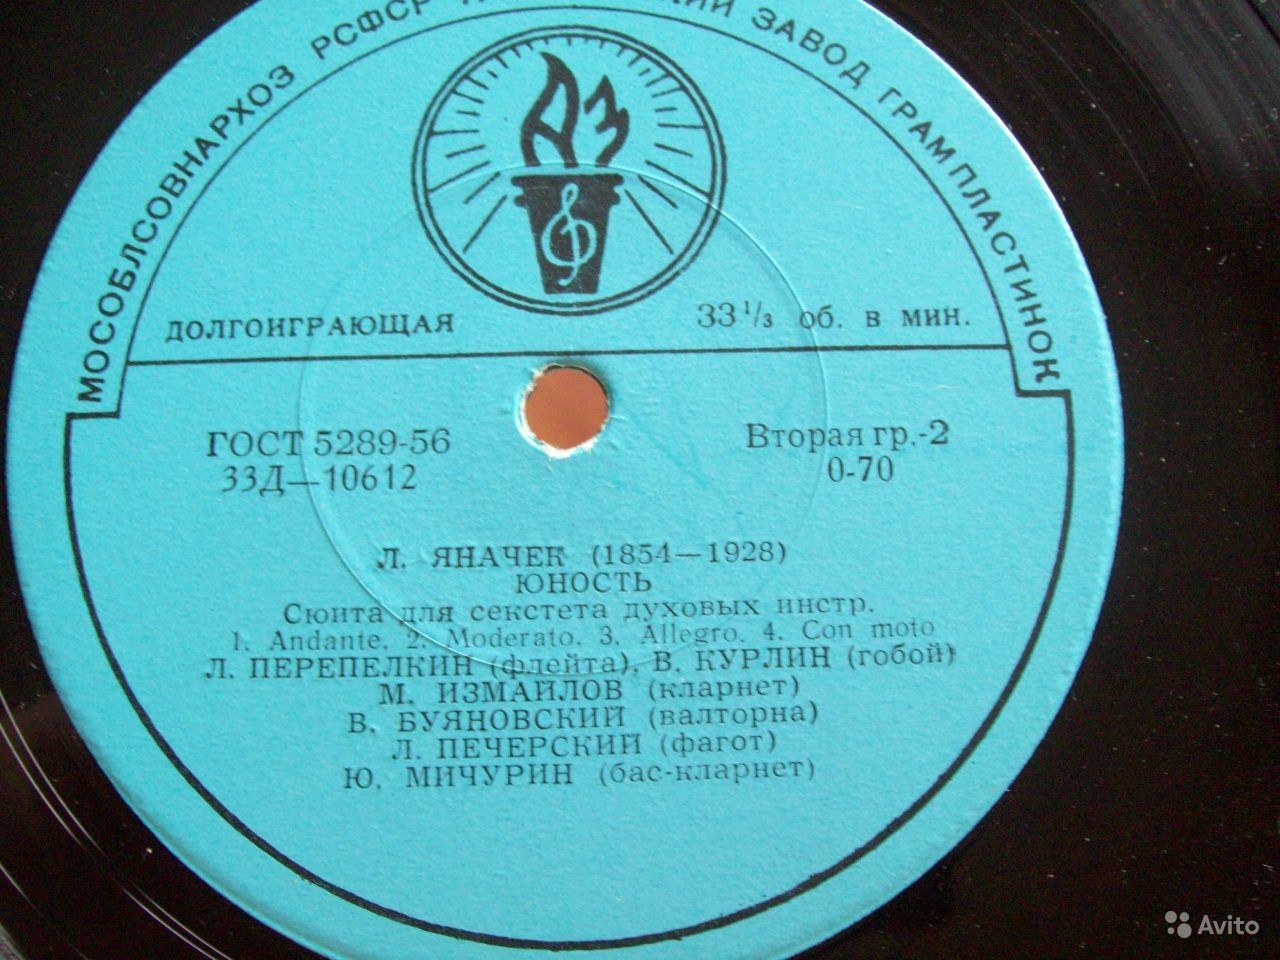 МОСОБЛСОВНАРХОЗ РСФСР ЗАВОД ГРАМПЛАСТИНОК
АЗ
ДОЛГОИГРАЮЩАЯ
33 1/3 об. в мин.
ГОСТ 5289-56
33Д—10612
Вторая гр.-2
0-70
Л. ЯНАЧЕК (1854—1928)
ЮНОСТЬ
Сюита для секстета духовых инстр.
1. Andante. 2. Moderato. 3. Allegro. 4. Con moto
Л. ПЕРЕПЕЛКИН (флейта), В. КУРЛИН (гобой)
М. ИЗМАЙЛОВ (кларнет)
В. БУЯНОВСКИЙ (валторна)
Л. ПЕЧЕРСКИЙ (фагот)
Ю. МИЧУРИН (бас-кларнет)
Avito